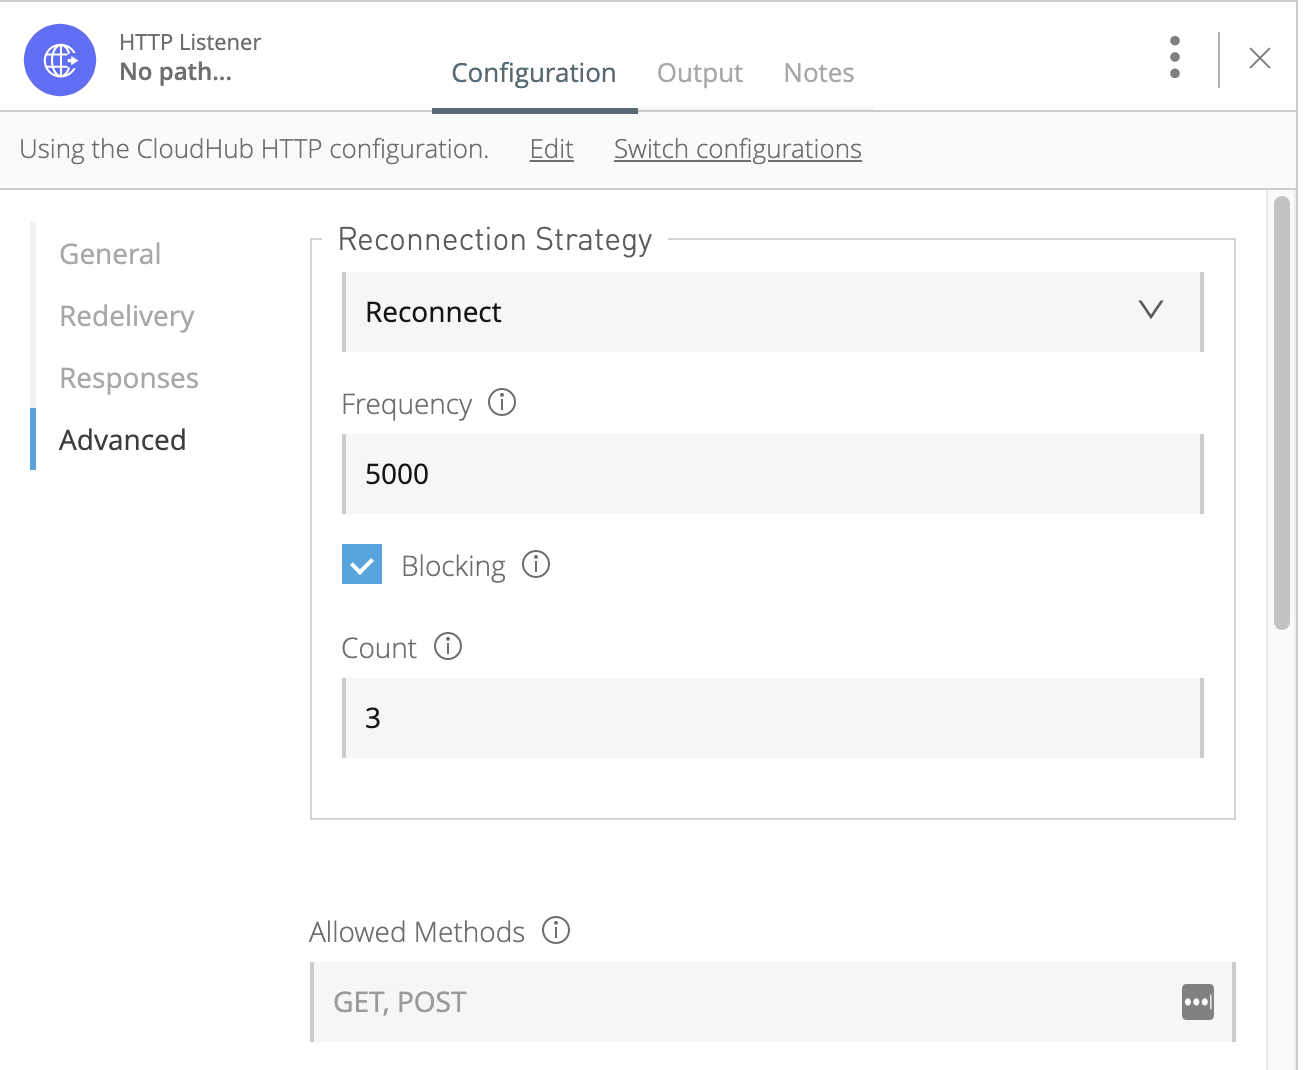 HTTP Listener
No path...
Configuration Output Notes
Using the CloudHub HTTP configuration. Edit Switch configurations
General
Redelivery
Responses
Advanced
Reconnection Strategy
Reconnect
Frequency
5000
Blocking
Count
3
Allowed Methods
GET, POST